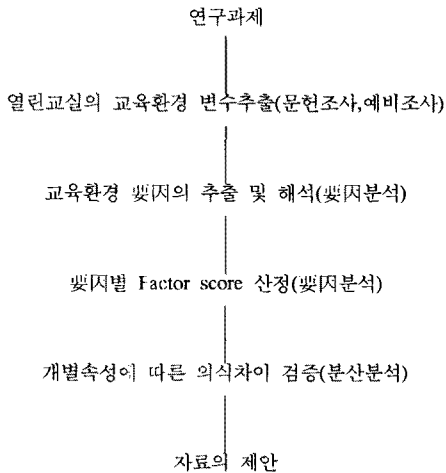 연구과제
열린교실의 교육환경 변수추출(문헌조사,예비조사)
교육환경 要因의 추출 및 해석(要因분석)
要因별 Factor score 산정(要因분석)
개별속성에 따른 의식차이 검증(분산분석)
자료의 제안